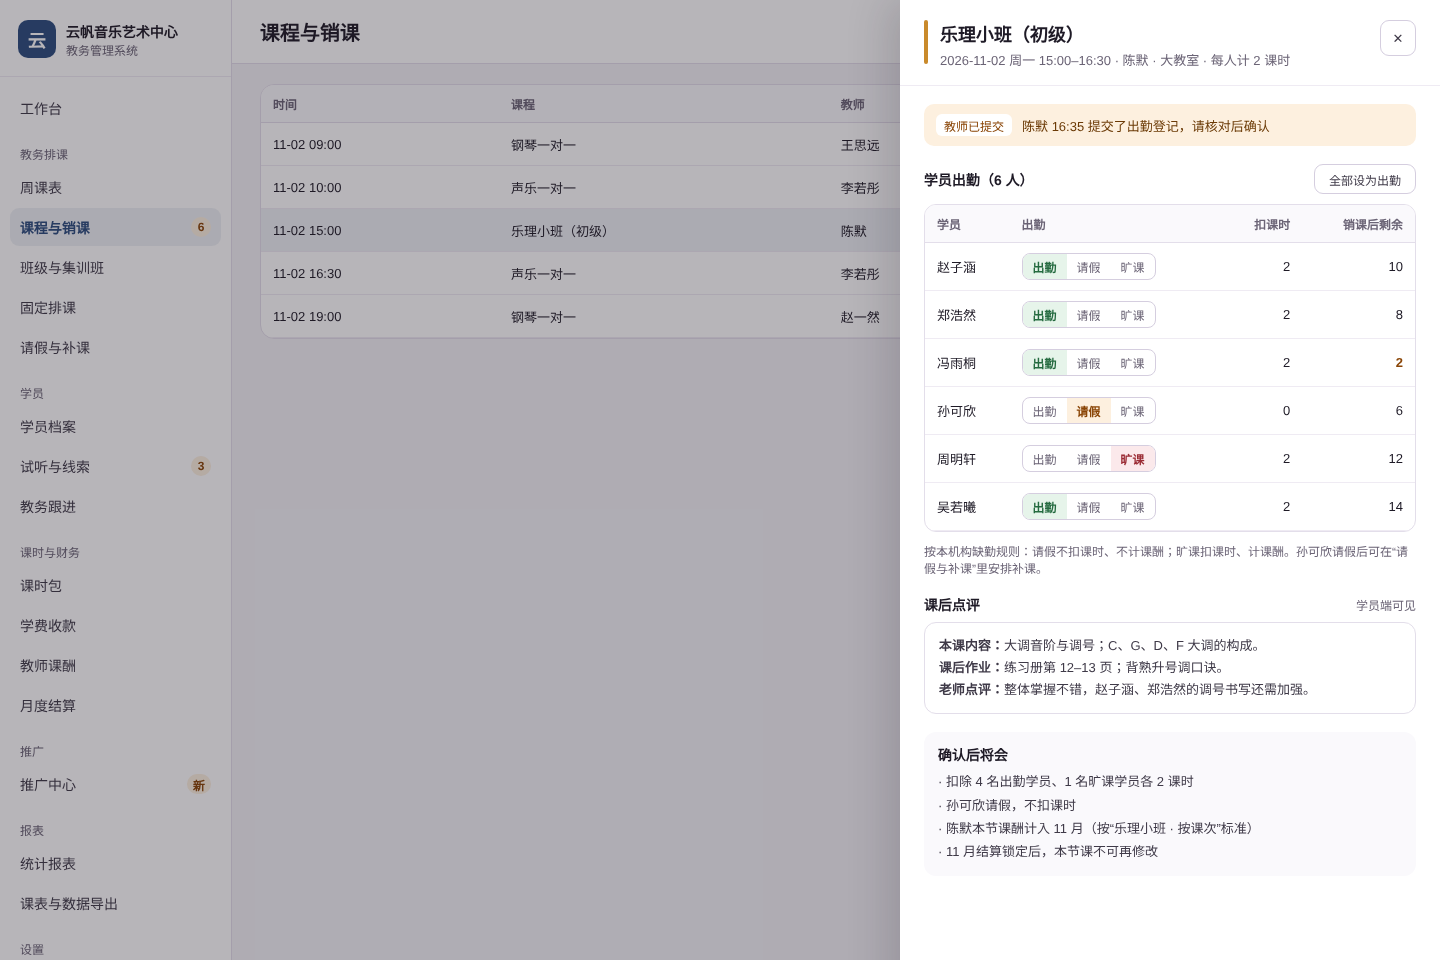 云
云帆音乐艺术中心
教务管理系统
工作台
教务排课
周课表
课程与销课 6
班级与集训班
固定排课
请假与补课
学员
学员档案
试听与线索 3
教务跟进
课时与财务
课时包
学费收款
教师课酬
月度结算
推广
推广中心 新
报表
统计报表
课表与数据导出
设置
课程与销课
时间 课程 教师
11-02 09:00 钢琴一对一 王思远
11-02 10:00 声乐一对一 李若彤
11-02 15:00 乐理小班（初级） 陈默
11-02 16:30 声乐一对一 李若彤
11-02 19:00 钢琴一对一 赵一然
乐理小班（初级）
2026-11-02 周一 15:00–16:30 · 陈默 · 大教室 · 每人计 2 课时
×
教师已提交 陈默 16:35 提交了出勤登记，请核对后确认
学员出勤（6 人） 全部设为出勤
学员 出勤 扣课时 销课后剩余
赵子涵 出勤 请假 旷课 2 10
郑浩然 出勤 请假 旷课 2 8
冯雨桐 出勤 请假 旷课 2 2
孙可欣 出勤 请假 旷课 0 6
周明轩 出勤 请假 旷课 2 12
吴若曦 出勤 请假 旷课 2 14
按本机构缺勤规则：请假不扣课时、不计课酬；旷课扣课时、计课酬。孙可欣请假后可在“请
假与补课”里安排补课。
课后点评 学员端可见
本课内容：大调音阶与调号；C、G、D、F 大调的构成。
课后作业：练习册第 12–13 页；背熟升号调口诀。
老师点评：整体掌握不错，赵子涵、郑浩然的调号书写还需加强。
确认后将会
· 扣除 4 名出勤学员、1 名旷课学员各 2 课时
· 孙可欣请假，不扣课时
· 陈默本节课酬计入 11 月（按“乐理小班 · 按课次”标准）
· 11 月结算锁定后，本节课不可再修改